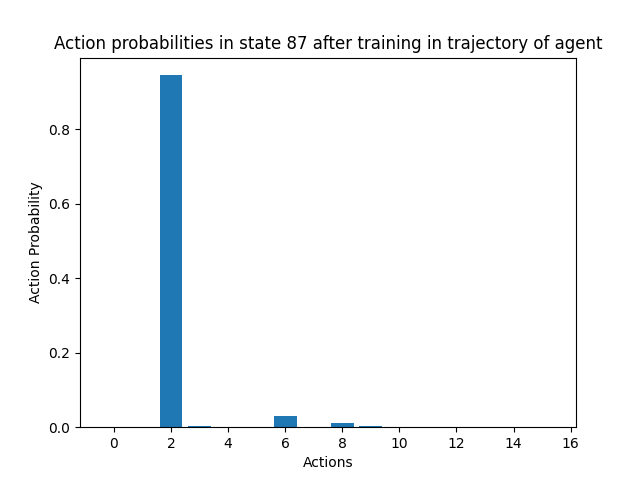 Action probabilities in state 87 after training in trajectory of agent
Action Probability
0.8
0.6
0.4
0.2
0.0
0 2 4 6 8 10 12 14 16
Actions